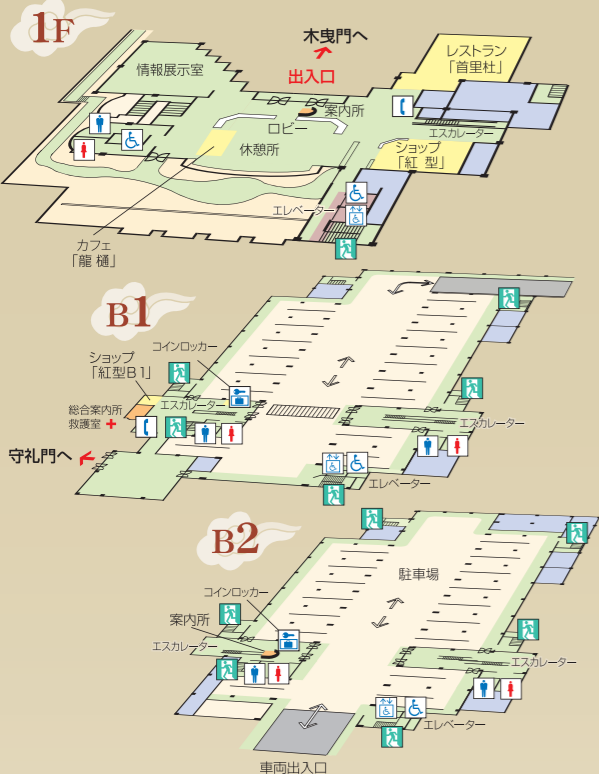 1F
木曳門へ
出入口
レストラン
「首里杜」
情報展示室
案内所
ロビー
エスカレーター
休憩所
ショップ
「紅型」
エレベーター
カフェ
「龍樋」
B1
ショップ
「紅型B1」
コインロッカー
エスカレーター
総合案内所
救護室
エスカレーター
守礼門へ
エレベーター
B2
駐車場
コインロッカー
案内所
エスカレーター
エスカレーター
エレベーター
車両出入口